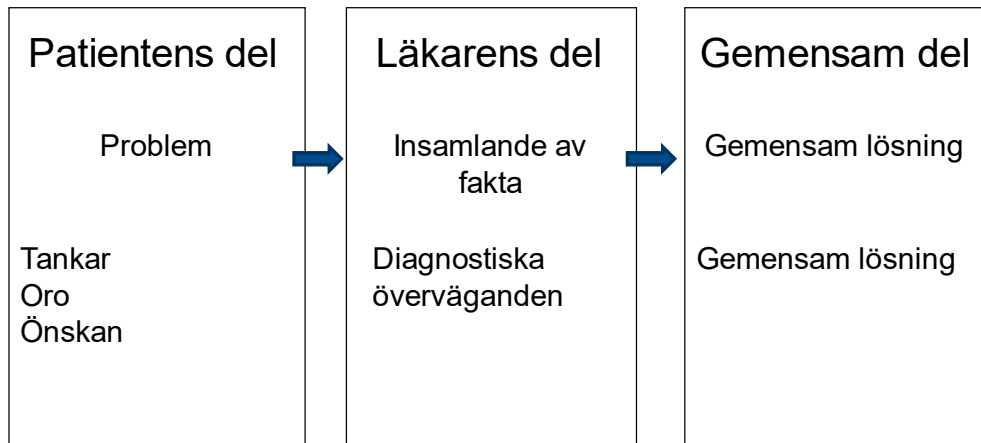 Patientens del
Problem
Tankar
Oro
Önskan
Läkarens del
Insamlande av
fakta
Diagnostiska
överväganden
Gemensam del
Gemensam lösning
Gemensam lösning